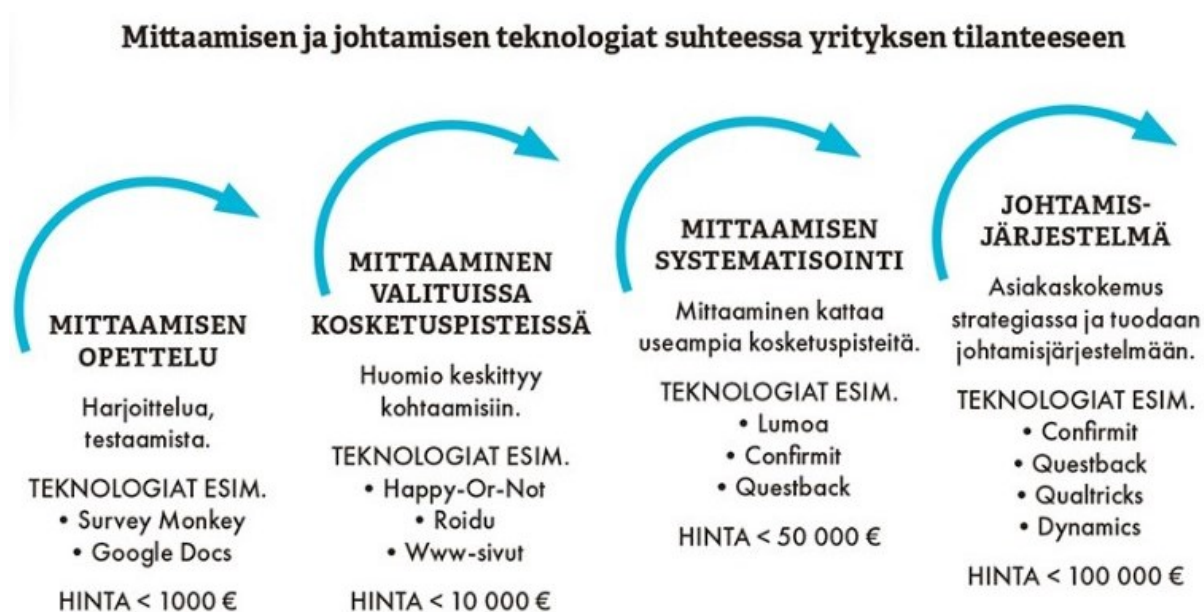 Mittaamisen ja johtamisen teknologiat suhteessa yrityksen tilanteeseen
MITTAAMISEN
OPETTELU
Harjoittelua,
testaamista.
TEKNOLOGIAT ESIM.
• Survey Monkey
• Google Docs
HINTA < 1000 €
MITTAAMINEN
VALITUISSA
KOSKETUSPISTEISSÄ
Huomio keskittyy
kohtaamisiin.
TEKNOLOGIAT ESIM.
• Happy-Or-Not
• Roidu
• Www-sivut
HINTA < 10 000 €
MITTAAMISEN
SYSTEMATISOINTI
Mittaaminen kattaa
useampia kosketuspisteitä.
TEKNOLOGIAT ESIM.
• Lumoa
• Confirmit
• Questback
HINTA < 50 000 €
JOHTAMIS-
JÄRJESTELMÄ
Asiakaskokemus
strategiassa ja tuodaan
johtamisjärjestelmään.
TEKNOLOGIAT ESIM.
• Confirmit
• Questback
• Qualtricks
• Dynamics
HINTA < 100 000 €